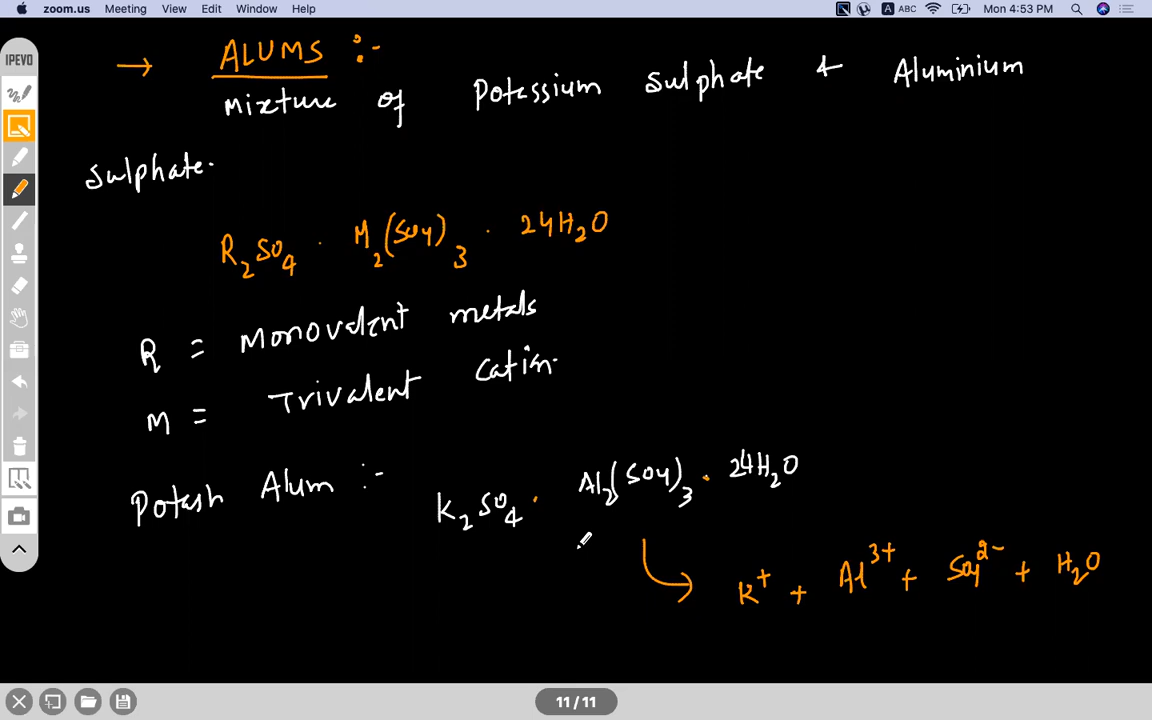 zoom.us Meeting View Edit Window Help A ABC Mon 4:53 PM
IPEVO
→ ALUMS :-
Mixture of Potassium Sulphate + Aluminium
Sulphate.
R₂SO₄ · M₂(SO₄)₃ · 24H₂O
R = Monovalent metals
M = Trivalent cation
Potash Alum :- K₂SO₄ · Al₂(SO₄)₃ · 24H₂O
K⁺ + Al³⁺ + SO₄²⁻ + H₂O
11 / 11